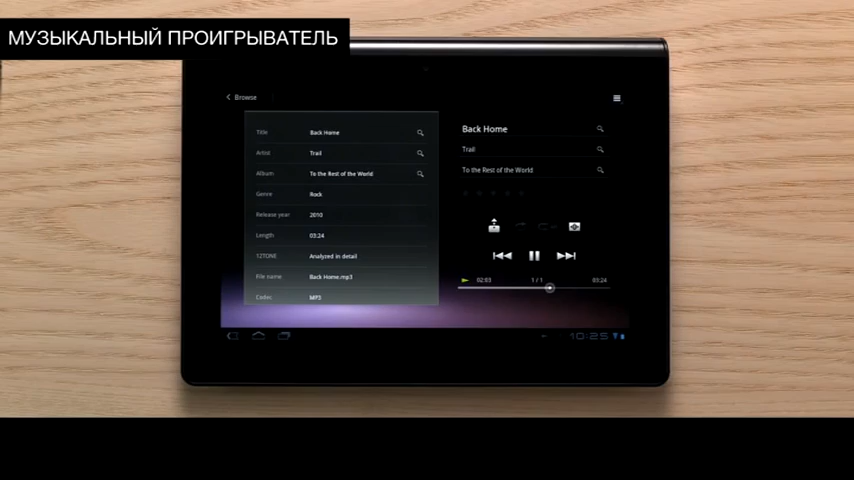 МУЗЫКАЛЬНЫЙ ПРОИГРЫВАТЕЛЬ
Browse
Title Back Home
Artist Trail
Album To the Rest of the World
Genre Rock
Release year 2010
Length 03:24
12TONE Analyzed in detail
File name Back Home.mp3
Codec MP3
Back Home
Trail
To the Rest of the World
02:03 1 / 1 03:24
10:25